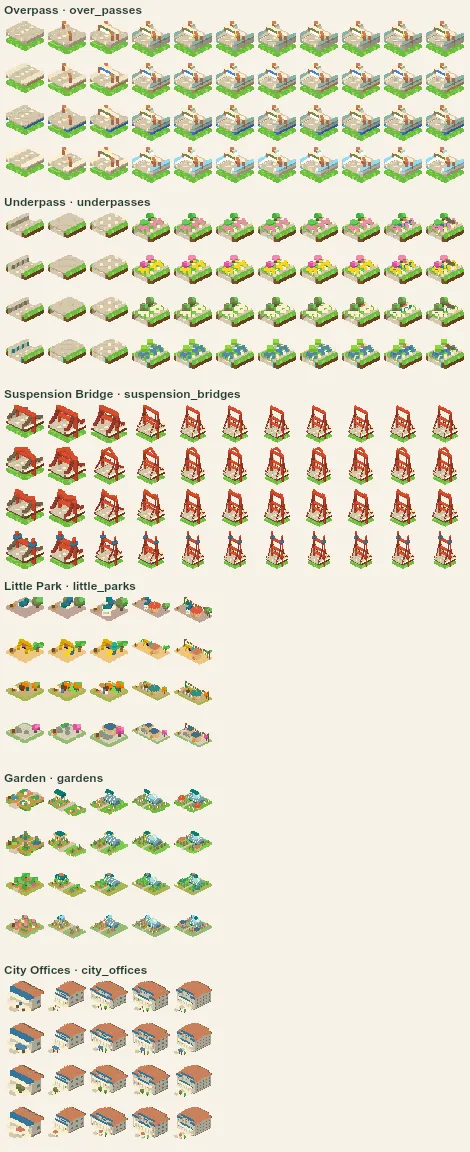 Overpass · over_passes
Underpass · underpasses
Suspension Bridge · suspension_bridges
Little Park · little_parks
Garden · gardens
City Offices · city_offices